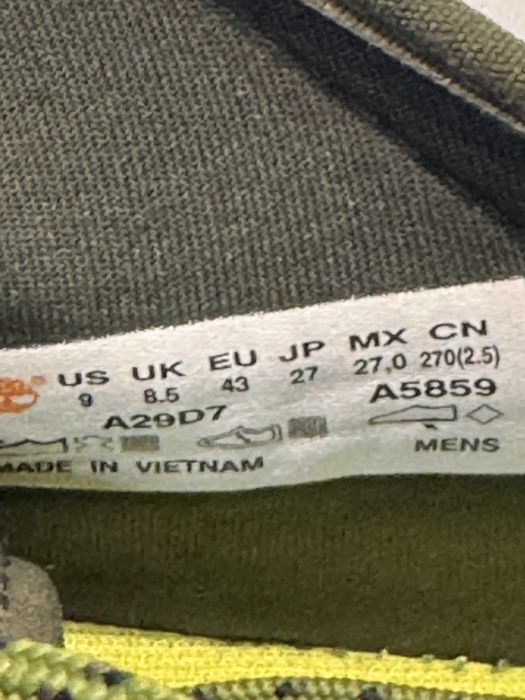 US UK EU JP MX CN
9 8.5 43 27 27,0 270(2.5)
A29D7 A5859
MENS
MADE IN VIETNAM